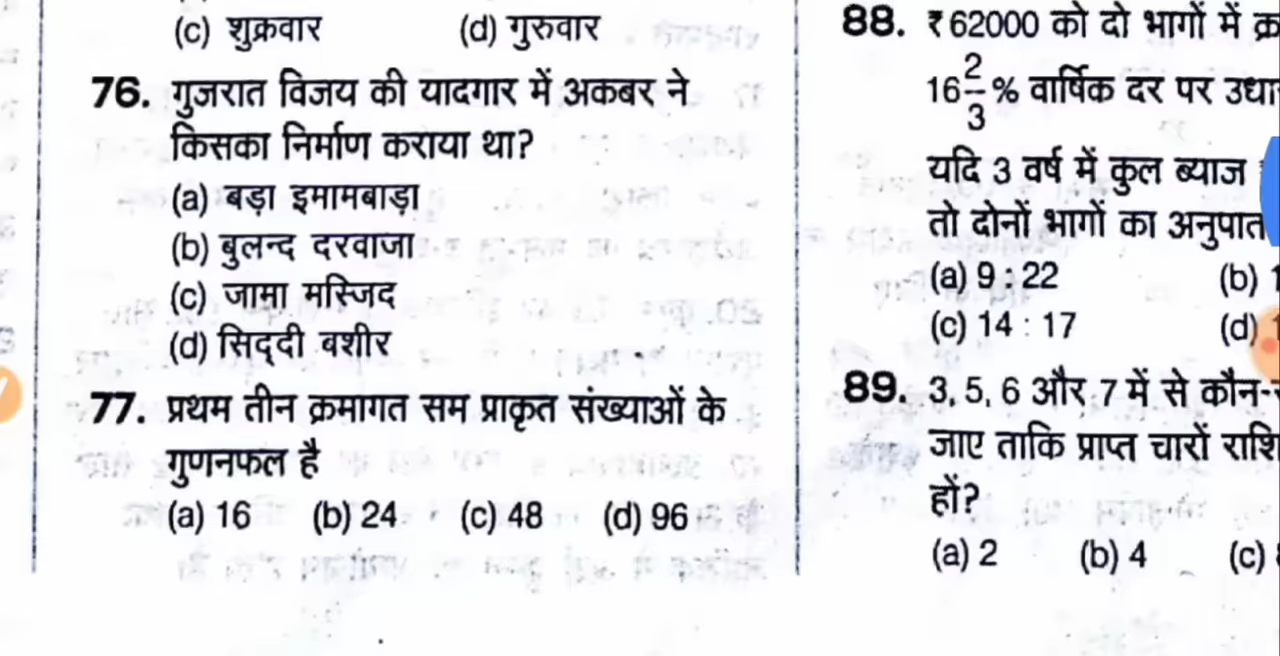 (c) शुक्रवार (d) गुरुवार
76. गुजरात विजय की यादगार में अकबर ने
किसका निर्माण कराया था?
(a) बड़ा इमामबाड़ा
(b) बुलन्द दरवाजा
(c) जामा मस्जिद
(d) सिद्दी बशीर
77. प्रथम तीन क्रमागत सम प्राकृत संख्याओं के
गुणनफल है
(a) 16 (b) 24 (c) 48 (d) 96
88. ₹62000 को दो भागों में
16 2/3 % वार्षिक दर पर
यदि 3 वर्ष में कुल ब्याज
तो दोनों भागों का अनुपात
(a) 9 : 22 (b)
(c) 14 : 17 (d)
89. 3, 5, 6 और 7 में से कौन-
जाए ताकि प्राप्त चारों
हों?
(a) 2 (b) 4 (c)